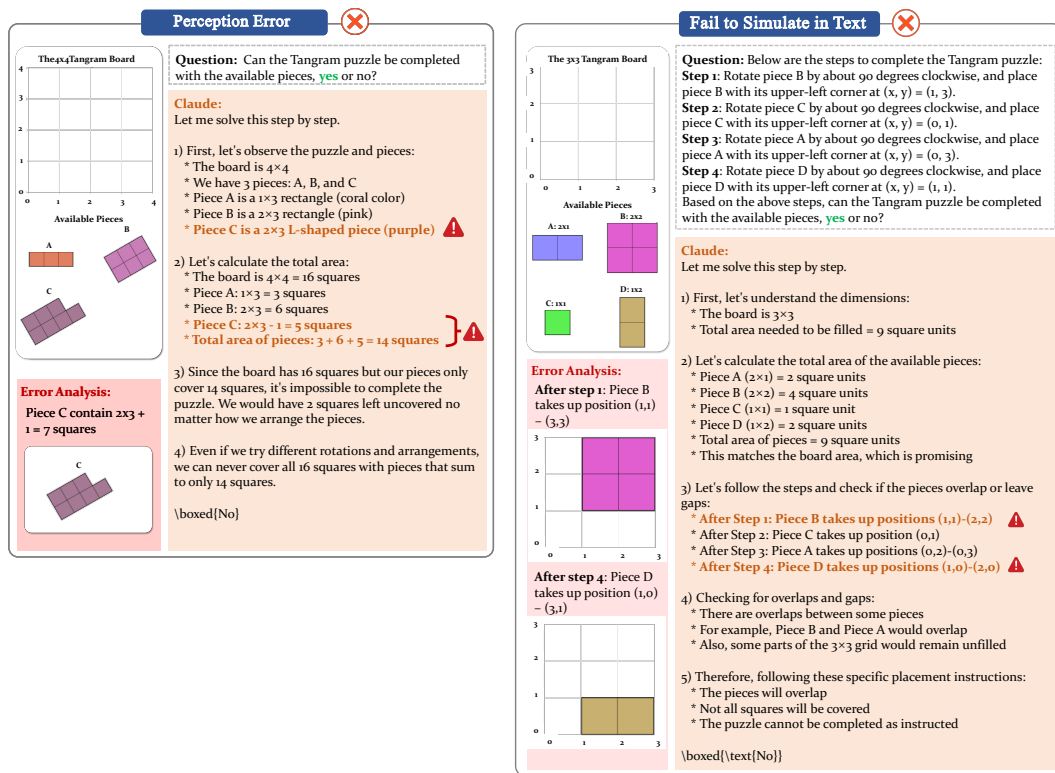 Perception Error
The4x4Tangram Board
4
3
2
1
0
1
2
3
4
Available Pieces
A
B
C
Question: Can the Tangram puzzle be completed
with the available pieces, yes or no?
Claude:
Let me solve this step by step.
1) First, let's observe the puzzle and pieces:
* The board is 4×4
* We have 3 pieces: A, B, and C
* Piece A is a 1×3 rectangle (coral color)
* Piece B is a 2×3 rectangle (pink)
* Piece C is a 2×3 L-shaped piece (purple)
2) Let's calculate the total area:
* The board is 4×4 = 16 squares
* Piece A: 1×3 = 3 squares
* Piece B: 2×3 = 6 squares
* Piece C: 2×3 - 1 = 5 squares
* Total area of pieces: 3 + 6 + 5 = 14 squares
3) Since the board has 16 squares but our pieces only
cover 14 squares, it's impossible to complete the
puzzle. We would have 2 squares left uncovered no
matter how we arrange the pieces.
4) Even if we try different rotations and arrangements,
we can never cover all 16 squares with pieces that sum
to only 14 squares.
\boxed{No}
Error Analysis:
Piece C contain 2x3 +
1 = 7 squares
C
Fail to Simulate in Text
The 3x3 Tangram Board
3
2
1
0
1
2
3
Available Pieces
A: 2x1
B: 2x2
C: 1x1
D: 1x2
Question: Below are the steps to complete the Tangram puzzle:
Step 1: Rotate piece B by about 90 degrees clockwise, and place
piece B with its upper-left corner at (x, y) = (1, 3).
Step 2: Rotate piece C by about 90 degrees clockwise, and place
piece C with its upper-left corner at (x, y) = (0, 1).
Step 3: Rotate piece A by about 90 degrees clockwise, and place
piece A with its upper-left corner at (x, y) = (0, 3).
Step 4: Rotate piece D by about 90 degrees clockwise, and place
piece D with its upper-left corner at (x, y) = (1, 1).
Based on the above steps, can the Tangram puzzle be completed
with the available pieces, yes or no?
Claude:
Let me solve this step by step.
1) First, let's understand the dimensions:
* The board is 3×3
* Total area needed to be filled = 9 square units
2) Let's calculate the total area of the available pieces:
* Piece A (2×1) = 2 square units
* Piece B (2×2) = 4 square units
* Piece C (1×1) = 1 square unit
* Piece D (1×2) = 2 square units
* Total area of pieces = 9 square units
* This matches the board area, which is promising
3) Let's follow the steps and check if the pieces overlap or leave
gaps:
* After Step 1: Piece B takes up positions (1,1)-(2,2)
* After Step 2: Piece C takes up position (0,1)
* After Step 3: Piece A takes up positions (0,2)-(0,3)
* After Step 4: Piece D takes up positions (1,0)-(2,0)
4) Checking for overlaps and gaps:
* There are overlaps between some pieces
* For example, Piece B and Piece A would overlap
* Also, some parts of the 3×3 grid would remain unfilled
5) Therefore, following these specific placement instructions:
* The pieces will overlap
* Not all squares will be covered
* The puzzle cannot be completed as instructed
\boxed{\text{No}}
Error Analysis:
After step 1: Piece B
takes up position (1,1)
– (3,3)
3
2
1
0
0
1
2
3
After step 4: Piece D
takes up position (1,0)
– (3,1)
3
2
1
0
0
1
2
3